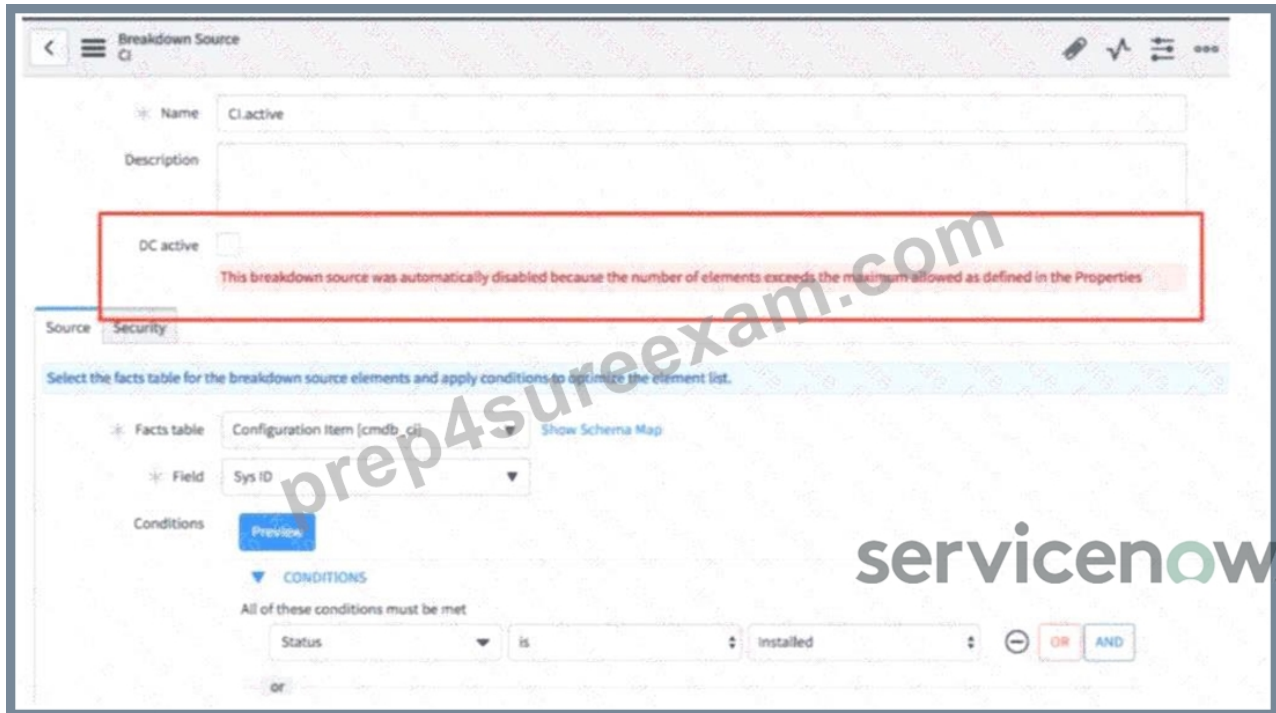 Breakdown Source
CI
Name CI.active
Description
DC active
This breakdown source was automatically disabled because the number of elements exceeds the maximum allowed as defined in the Properties
Source Security
Select the facts table for the breakdown source elements and apply conditions to optimize the element list.
Facts table Configuration Item [cmdb_ci] Show Schema Map
Field Sys ID
Conditions Preview
CONDITIONS
All of these conditions must be met
Status is Installed OR AND
or
prep4sureexam.com
servicenow